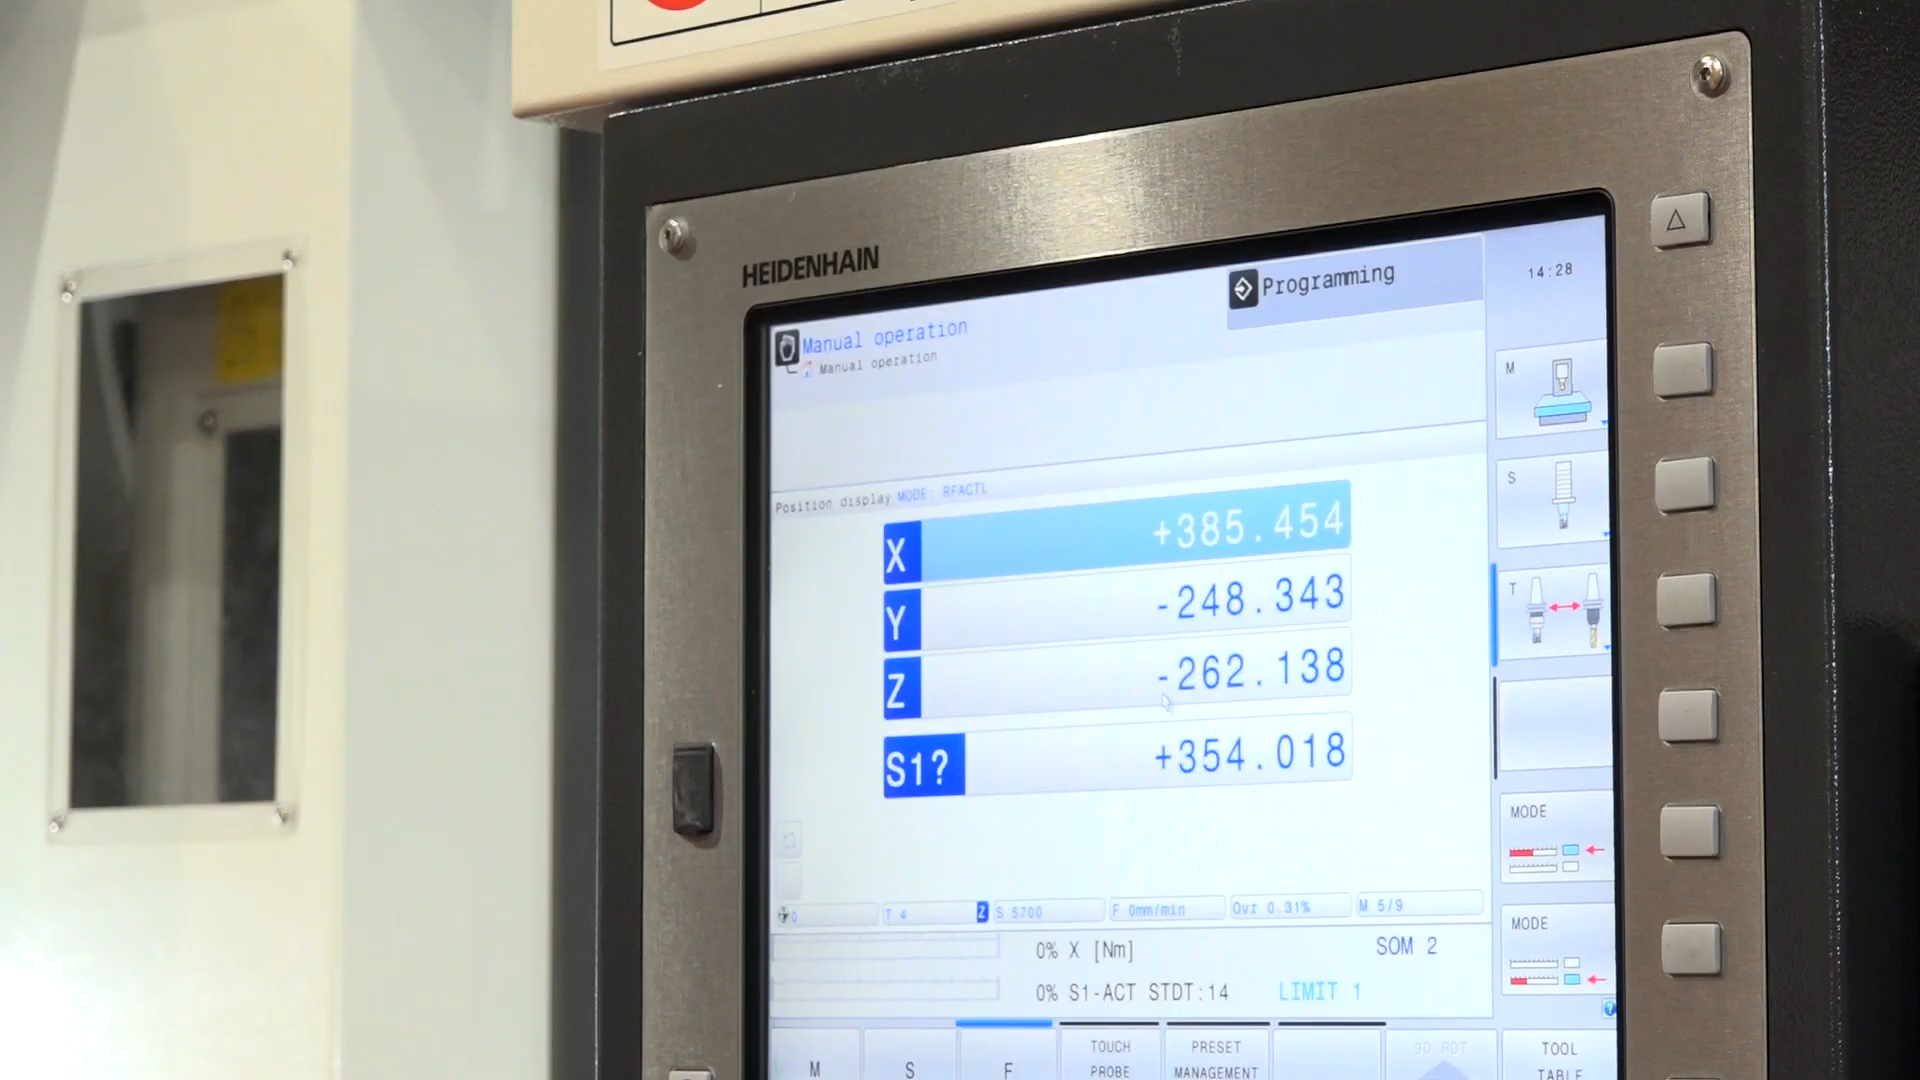 HEIDENHAIN
Manual operation
Manual operation
Programming
14:28
Position display MODE: RFACTL
X +385.454
Y -248.343
Z -262.138
S1? +354.018
0
T 4
Z S 5700
F 0mm/min
Ovr 0.31%
M 5/9
0% X [Nm]
SOM 2
0% S1-ACT STDT:14
LIMIT 1
M
S
F
TOUCH
PROBE
PRESET
MANAGEMENT
3D ROT
TOOL
TABLE
M
S
T
MODE
MODE